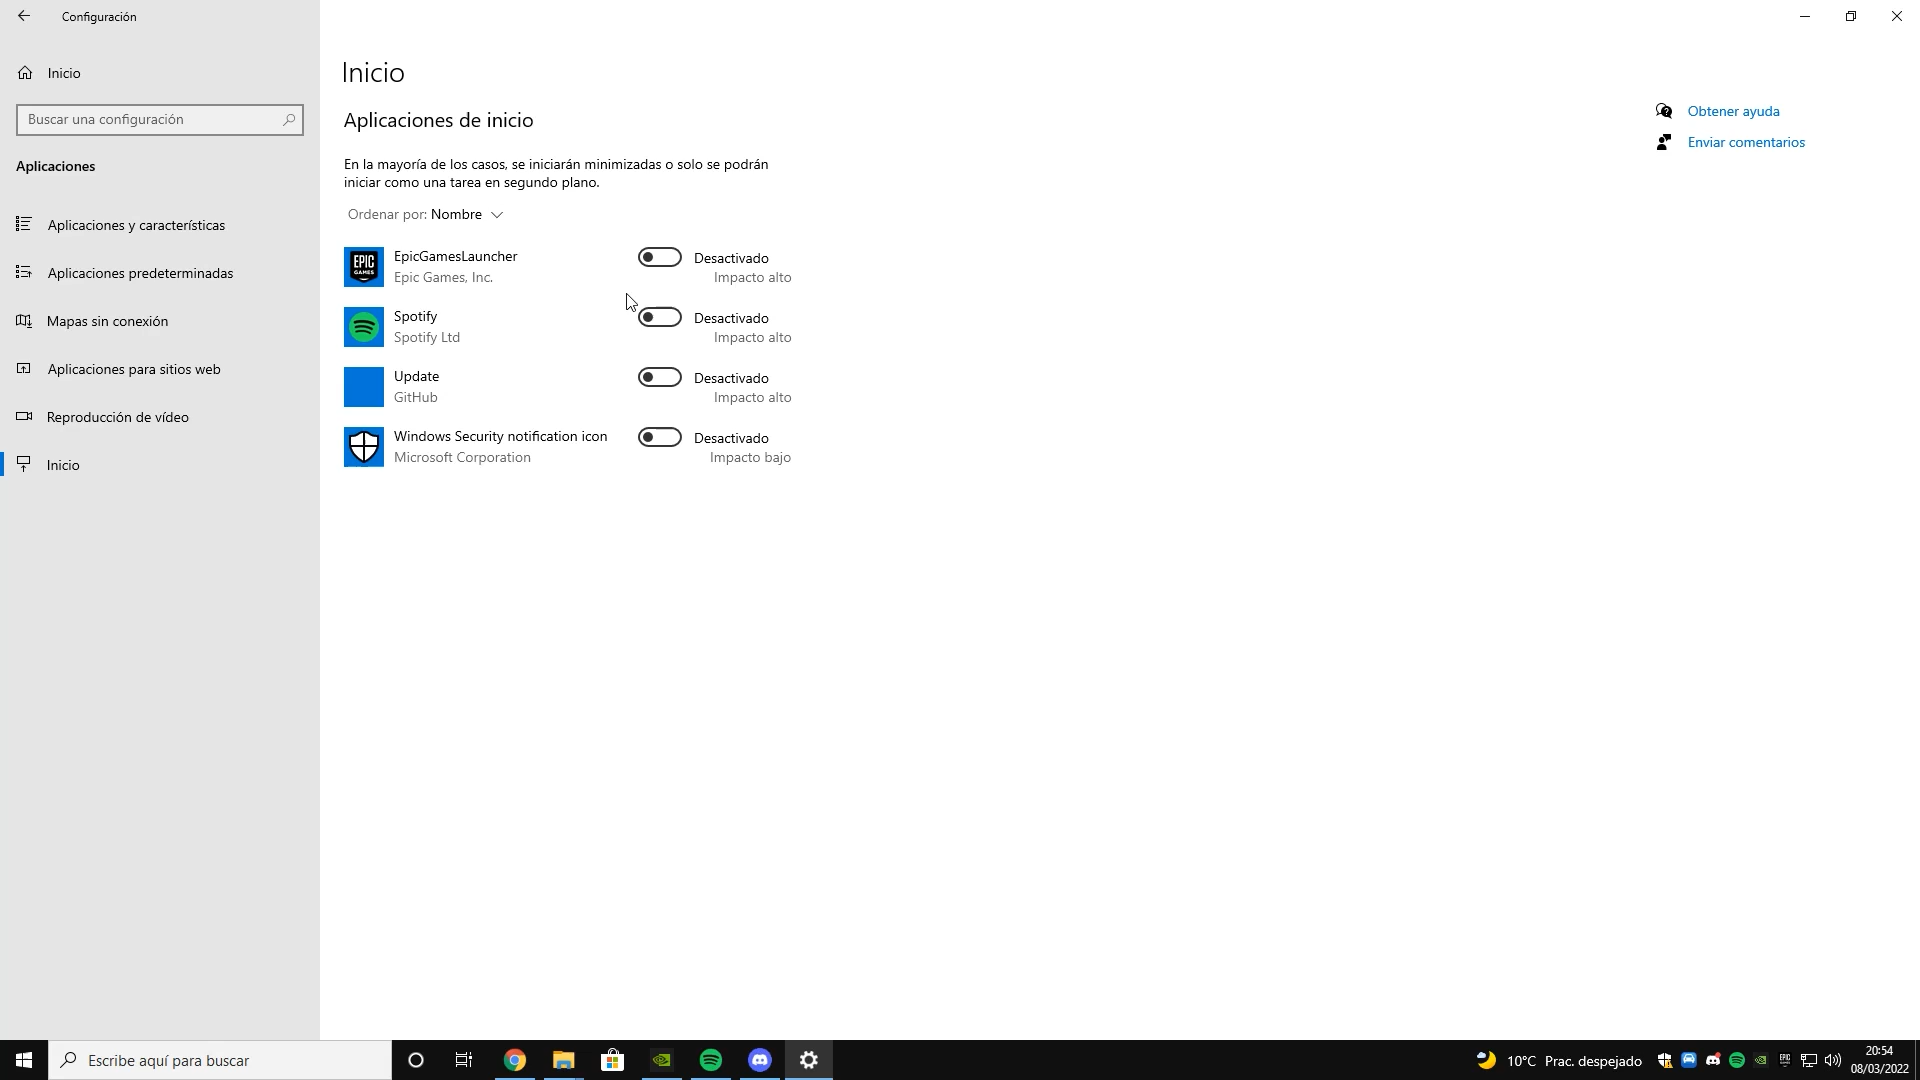 Configuración
Inicio
Buscar una configuración
Aplicaciones
Aplicaciones y características
Aplicaciones predeterminadas
Mapas sin conexión
Aplicaciones para sitios web
Reproducción de vídeo
Inicio
Inicio
Aplicaciones de inicio
En la mayoría de los casos, se iniciarán minimizadas o solo se podrán
iniciar como una tarea en segundo plano.
Ordenar por: Nombre
EPIC
GAMES
EpicGamesLauncher
Desactivado
Epic Games, Inc.
Impacto alto
Spotify
Desactivado
Spotify Ltd
Impacto alto
Update
Desactivado
GitHub
Impacto alto
Windows Security notification icon
Desactivado
Microsoft Corporation
Impacto bajo
Obtener ayuda
Enviar comentarios
Escribe aquí para buscar
10°C Prac. despejado
20:54
08/03/2022